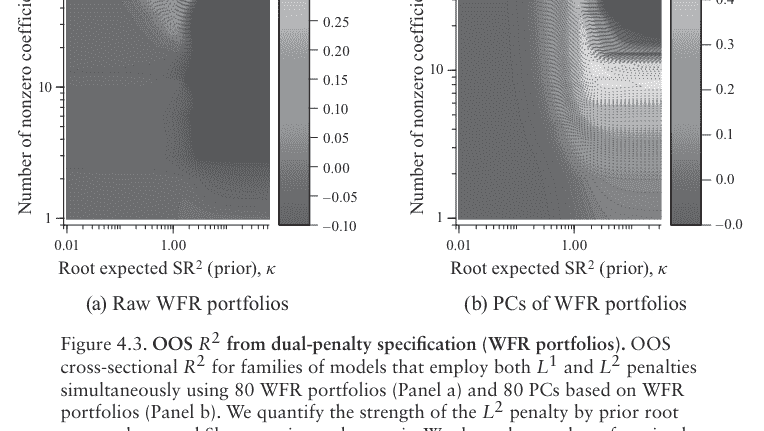 Number of nonzero coeffici
10
1
0.01
1.00
Root expected SR² (prior), κ
0.25
0.20
0.15
0.10
0.05
0.00
−0.05
−0.10
(a) Raw WFR portfolios
Number of nonzero coeffici
10
1
0.01
1.00
Root expected SR² (prior), κ
0.4
0.3
0.2
0.1
0.0
−0.0
(b) PCs of WFR portfolios
Figure 4.3. OOS R² from dual-penalty specification (WFR portfolios). OOS
cross-sectional R² for families of models that employ both L¹ and L² penalties
simultaneously using 80 WFR portfolios (Panel a) and 80 PCs based on WFR
portfolios (Panel b). We quantify the strength of the L² penalty by prior root